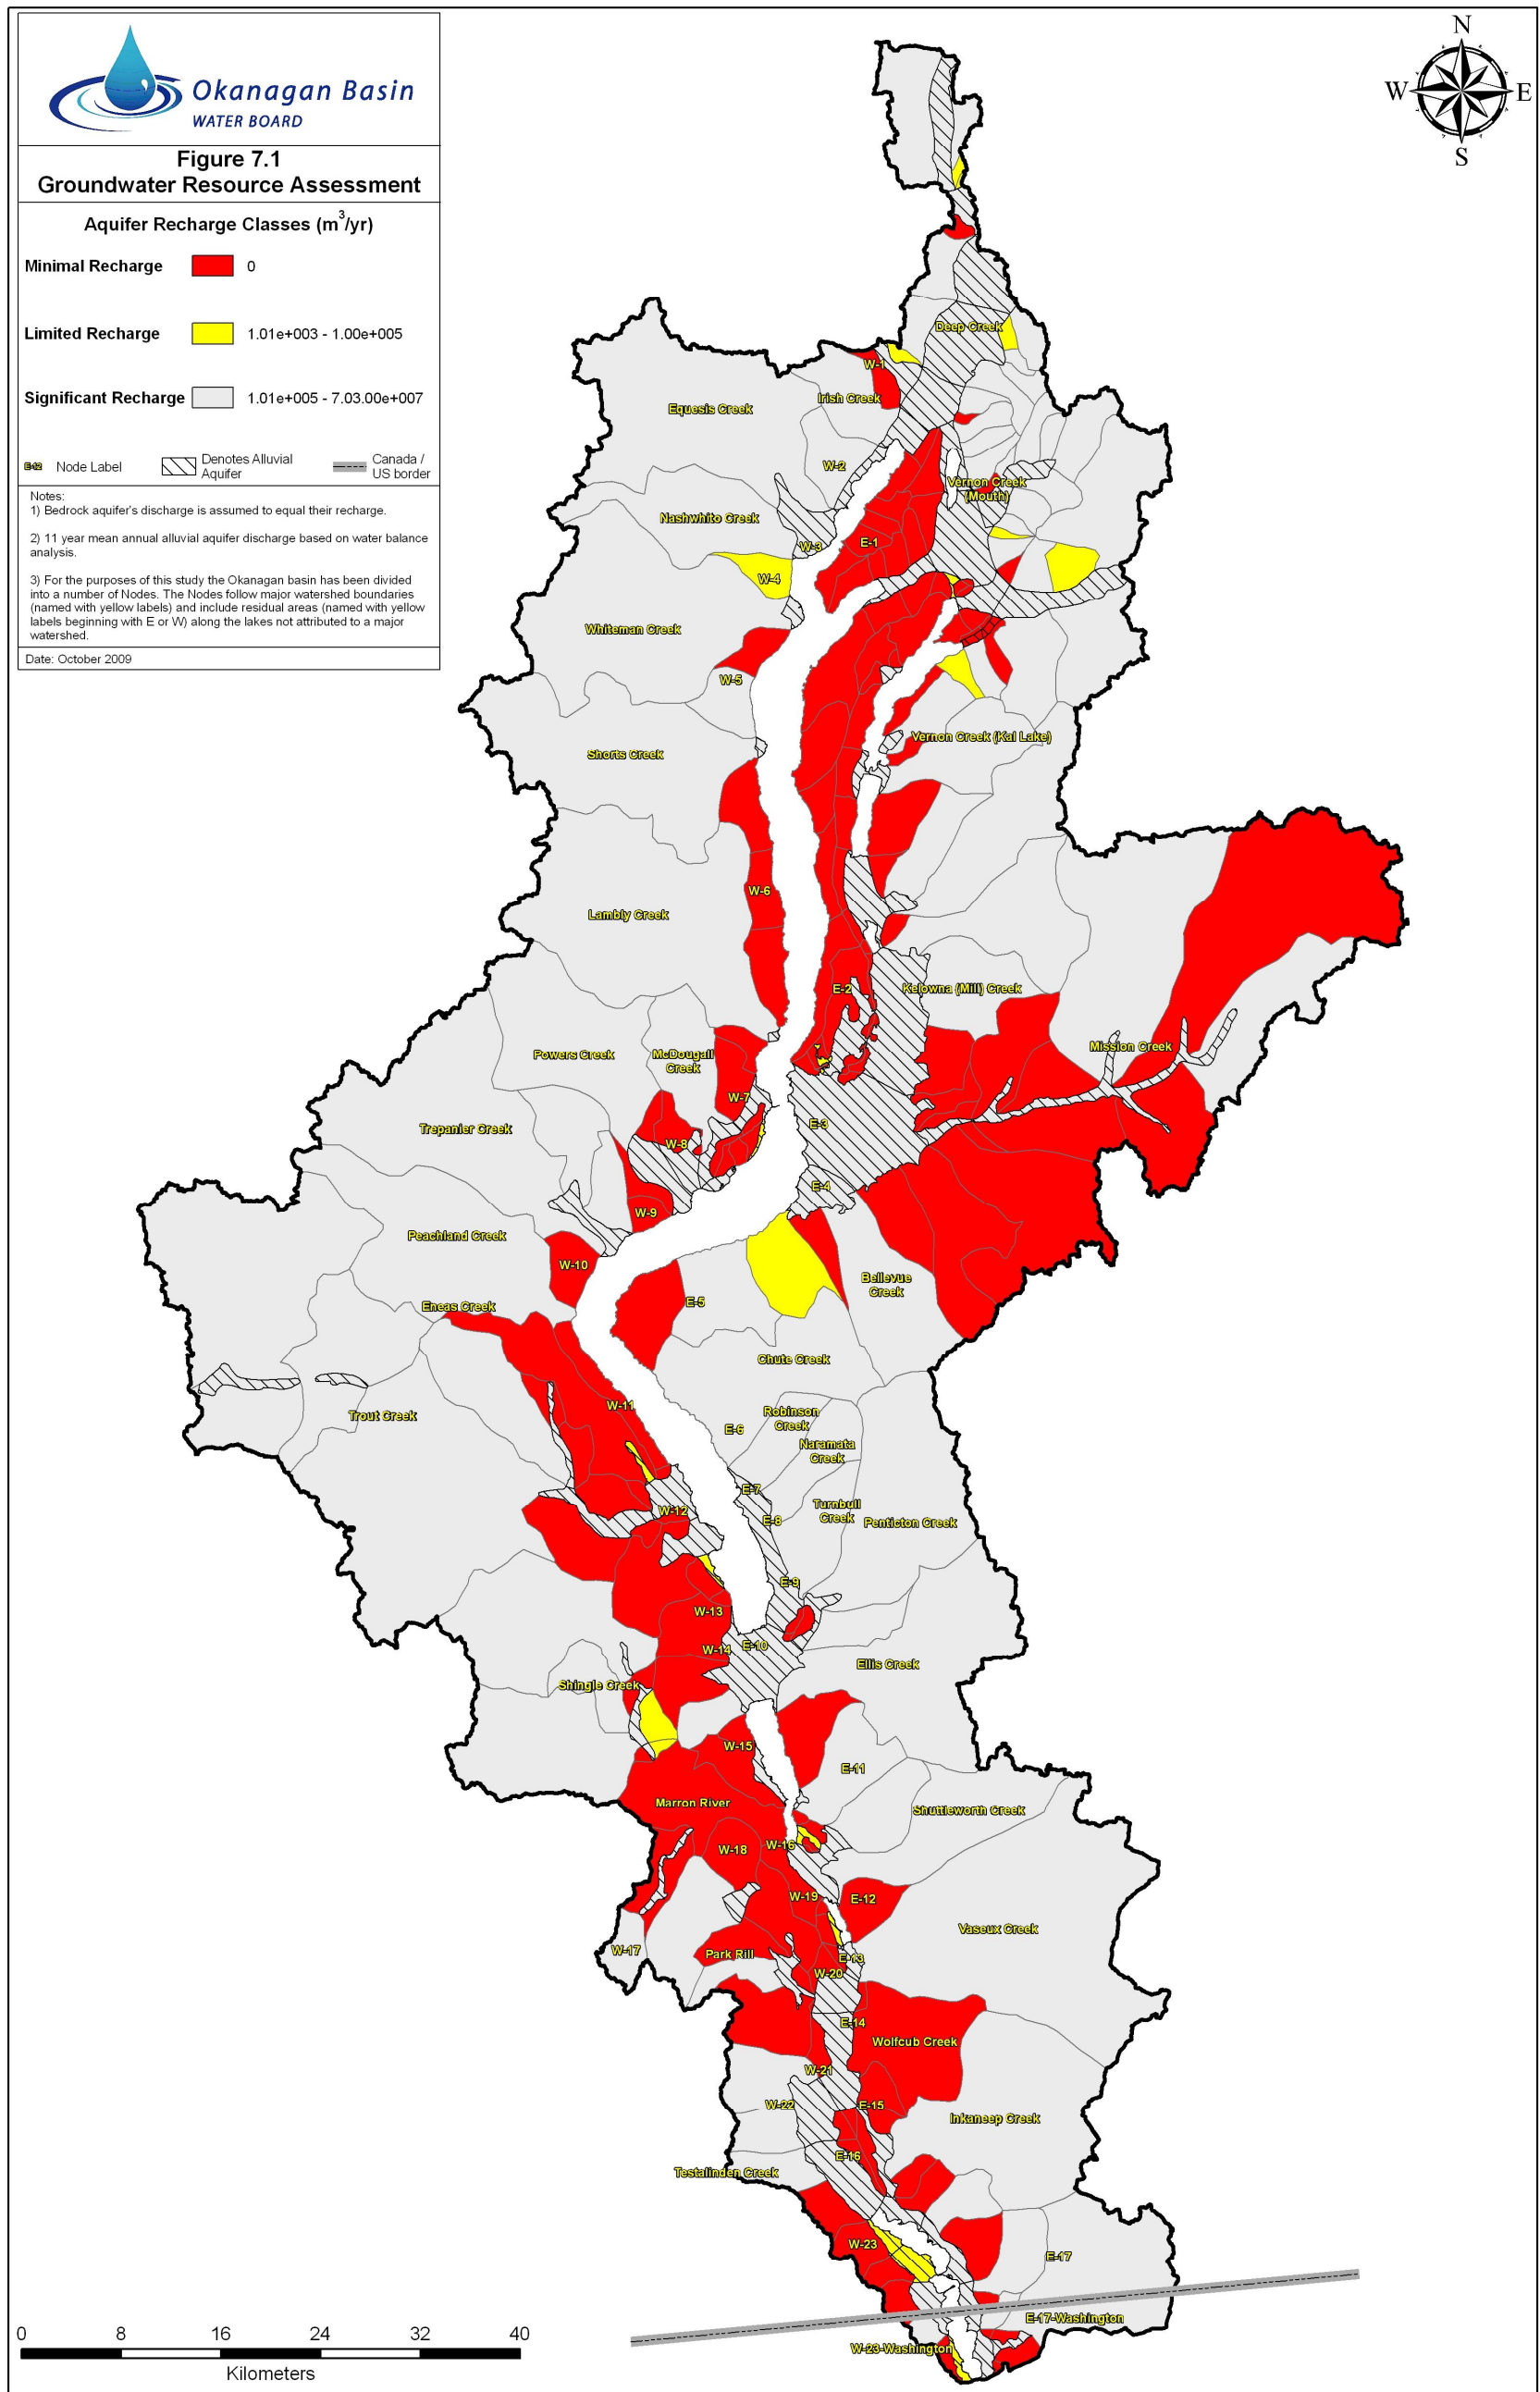 Okanagan Basin
WATER BOARD
Figure 7.1
Groundwater Resource Assessment
Aquifer Recharge Classes (m³/yr)
Minimal Recharge 0
Limited Recharge 1.01e+003 - 1.00e+005
Significant Recharge 1.01e+005 - 7.03.00e+007
E-12 Node Label
Denotes Alluvial
Aquifer
Canada /
US border
Notes:
1) Bedrock aquifer's discharge is assumed to equal their recharge.
2) 11 year mean annual alluvial aquifer discharge based on water balance
analysis.
3) For the purposes of this study the Okanagan basin has been divided
into a number of Nodes. The Nodes follow major watershed boundaries
(named with yellow labels) and include residual areas (named with yellow
labels beginning with E or W) along the lakes not attributed to a major
watershed.
Date: October 2009
N
W
E
S
Deep Creek
W-1
Irish Creek
Equesis Creek
W-2
Vernon Creek
(Mouth)
Nashwhito Creek
W-3
E-1
W-4
Whiteman Creek
W-5
Vernon Creek (Kal Lake)
Shorts Creek
W-6
Lambly Creek
E-2
Kelowna (Mill) Creek
Mission Creek
Powers Creek
McDougall
Creek
W-7
Trepanier Creek
E-3
W-8
E-4
W-9
Peachland Creek
W-10
Bellevue
Creek
E-5
Eneas Creek
Chute Creek
W-11
Trout Creek
Robinson
Creek
E-6
Naramata
Creek
E-7
W-12
Turnbull
Creek
E-8
Penticton Creek
E-9
W-13
E-10
W-14
Ellis Creek
Shingle Creek
W-15
E-11
Marron River
Shuttleworth Creek
W-16
W-18
W-19
E-12
Vaseux Creek
W-17
Park Rill
E-13
W-20
E-14
Wolfcub Creek
W-21
W-22
E-15
Inkaneep Creek
E-16
Testalinden Creek
W-23
E-17
E-17-Washington
W-23-Washington
0 8 16 24 32 40
Kilometers